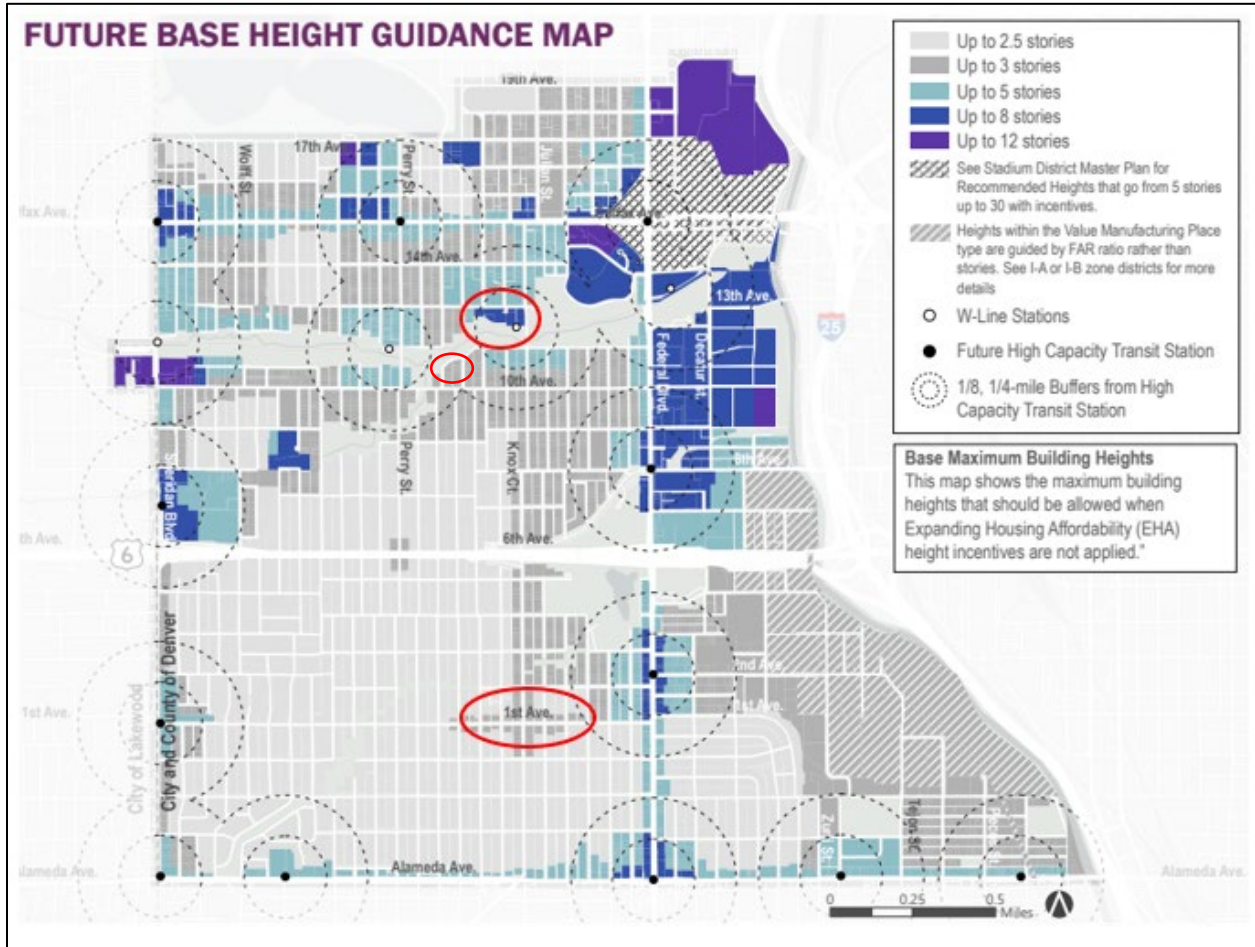 FUTURE BASE HEIGHT GUIDANCE MAP
Up to 2.5 stories
Up to 3 stories
Up to 5 stories
Up to 8 stories
Up to 12 stories
See Stadium District Master Plan for
Recommended Heights that go from 5 stories
up to 30 with incentives.
Heights within the Value Manufacturing Place
type are guided by FAR ratio rather than
stories. See I-A or I-B zone districts for more
details
W-Line Stations
Future High Capacity Transit Station
1/8, 1/4-mile Buffers from High
Capacity Transit Station
Base Maximum Building Heights
This map shows the maximum building
heights that should be allowed when
Expanding Housing Affordability (EHA)
height incentives are not applied."
19th Ave.
17th Ave.
Wolff St.
Perry St.
14th Ave.
13th Ave.
25
Federal Blvd.
Decatur St.
10th Ave.
Perry St.
Knox Ct.
8th Ave.
Sheridan Blvd.
6th Ave.
6
City of Lakewood
City and County of Denver
2nd Ave.
1st Ave.
1st Ave.
1st Ave.
Alameda Ave.
Alameda Ave.
Tejon St.
0
0.25
0.5
Miles